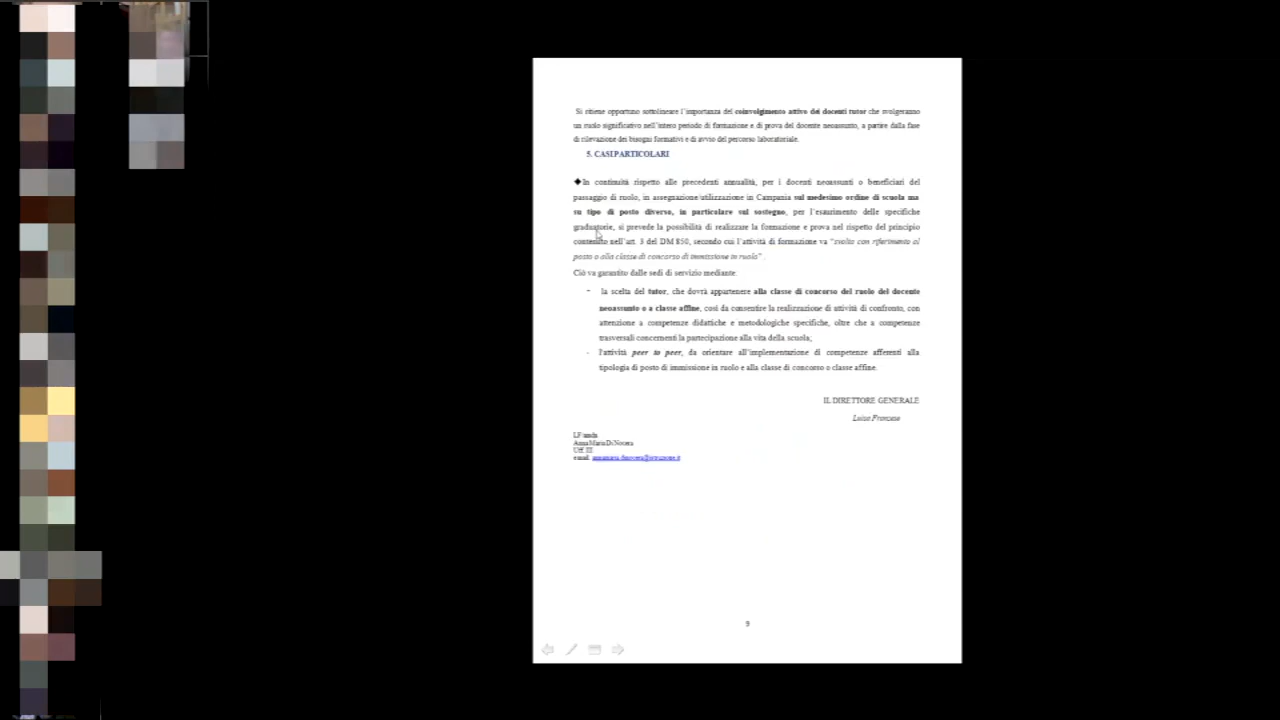 Si ritiene opportuno sottolineare l'importanza del coinvolgimento attivo dei docenti tutor che svolgeranno
un ruolo significativo nell'intero periodo di formazione e di prova del docente neoassunto, a partire dalla fase
di rilevazione dei bisogni formativi e di avvio del percorso laboratoriale.
5. CASI PARTICOLARI
◆In continuità rispetto alle precedenti annualità, per i docenti neoassunti o beneficiari del
passaggio di ruolo, in assegnazione/utilizzazione in Campania sul medesimo ordine di scuola ma
su tipo di posto diverso, in particolare sul sostegno, per l'esaurimento delle specifiche
graduatorie, si prevede la possibilità di realizzare la formazione e prova nel rispetto del principio
contenuto nell'art. 3 del DM 850, secondo cui l'attività di formazione va "svolta con riferimento al
posto o alla classe di concorso di immissione in ruolo".
Ciò va garantito dalle sedi di servizio mediante:
- la scelta del tutor, che dovrà appartenere alla classe di concorso del ruolo del docente
neoassunto o a classe affine, così da consentire la realizzazione di attività di confronto, con
attenzione a competenze didattiche e metodologiche specifiche, oltre che a competenze
trasversali concernenti la partecipazione alla vita della scuola;
- l'attività peer to peer, da orientare all'implementazione di competenze afferenti alla
tipologia di posto di immissione in ruolo e alla classe di concorso o classe affine.
IL DIRETTORE GENERALE
Luisa Franzese
Anna Maria Di Nocera
Uff. III
email:
9